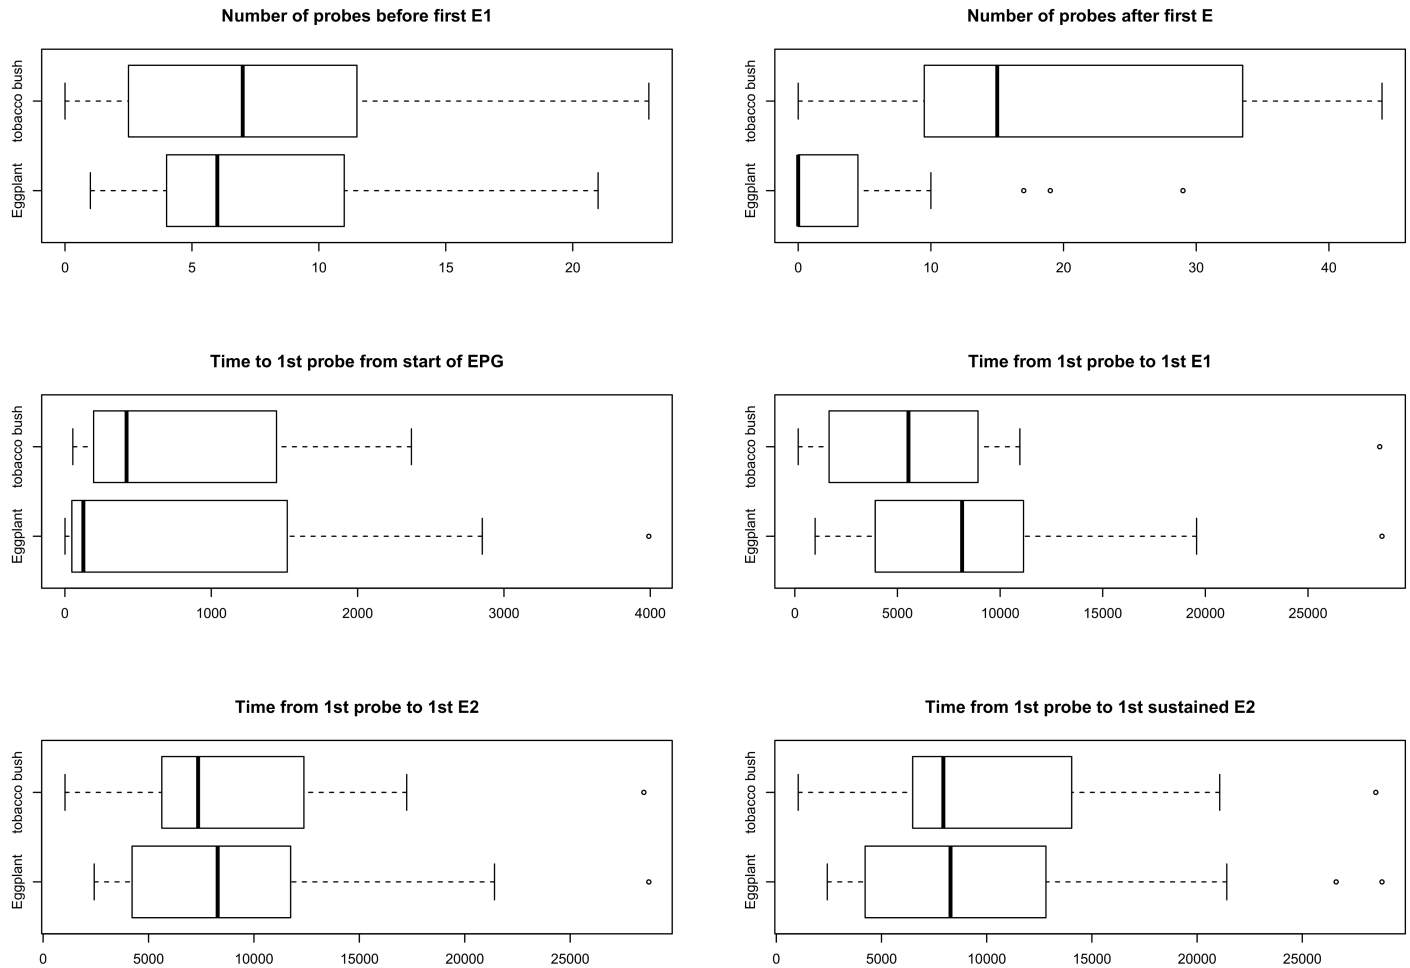 Number of probes before first E1
tobacco bush
Eggplant
0 5 10 15 20
Number of probes after first E
tobacco bush
Eggplant
0 10 20 30 40
Time to 1st probe from start of EPG
tobacco bush
Eggplant
0 1000 2000 3000 4000
Time from 1st probe to 1st E1
tobacco bush
Eggplant
0 5000 10000 15000 20000 25000
Time from 1st probe to 1st E2
tobacco bush
Eggplant
0 5000 10000 15000 20000 25000
Time from 1st probe to 1st sustained E2
tobacco bush
Eggplant
0 5000 10000 15000 20000 25000